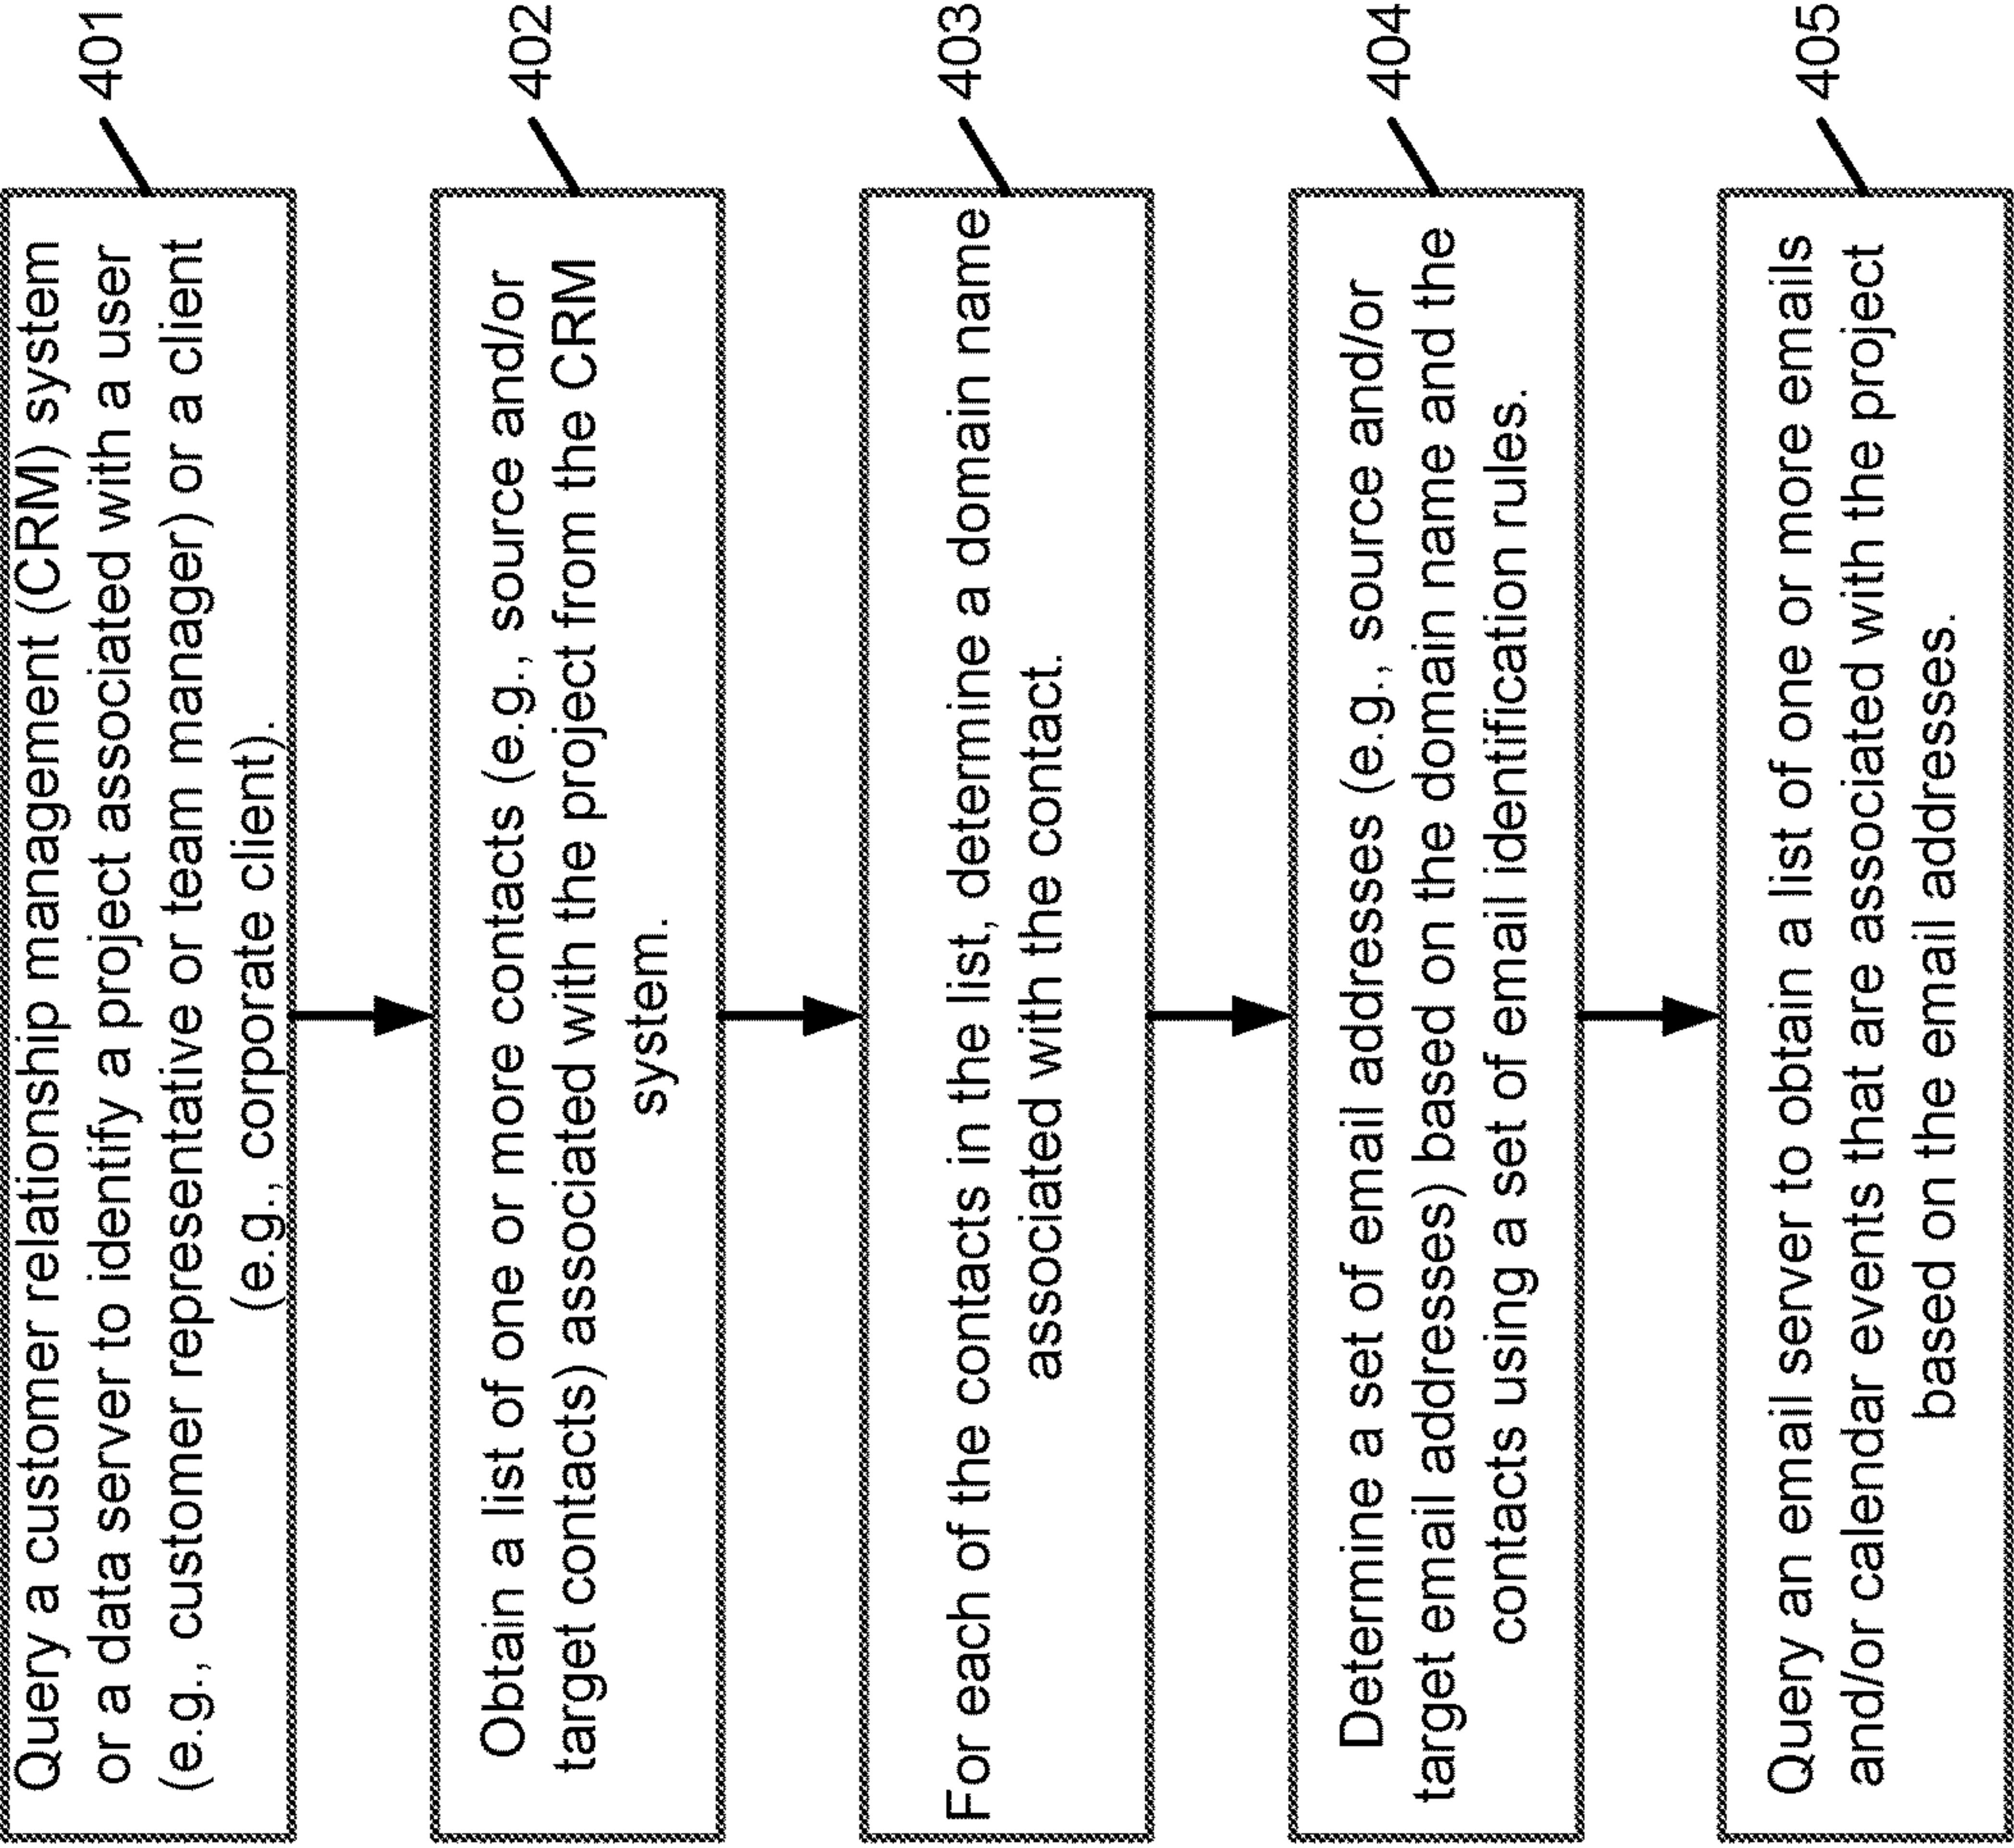 Query a customer relationship management (CRM) system
or a data server to identify a project associated with a user
(e.g., customer representative or team manager) or a client
(e.g., corporate client).
401
Obtain a list of one or more contacts (e.g., source and/or
target contacts) associated with the project from the CRM
system.
402
For each of the contacts in the list, determine a domain name
associated with the contact.
403
Determine a set of email addresses (e.g., source and/or
target email addresses) based on the domain name and the
contacts using a set of email identification rules.
404
Query an email server to obtain a list of one or more emails
and/or calendar events that are associated with the project
based on the email addresses.
405